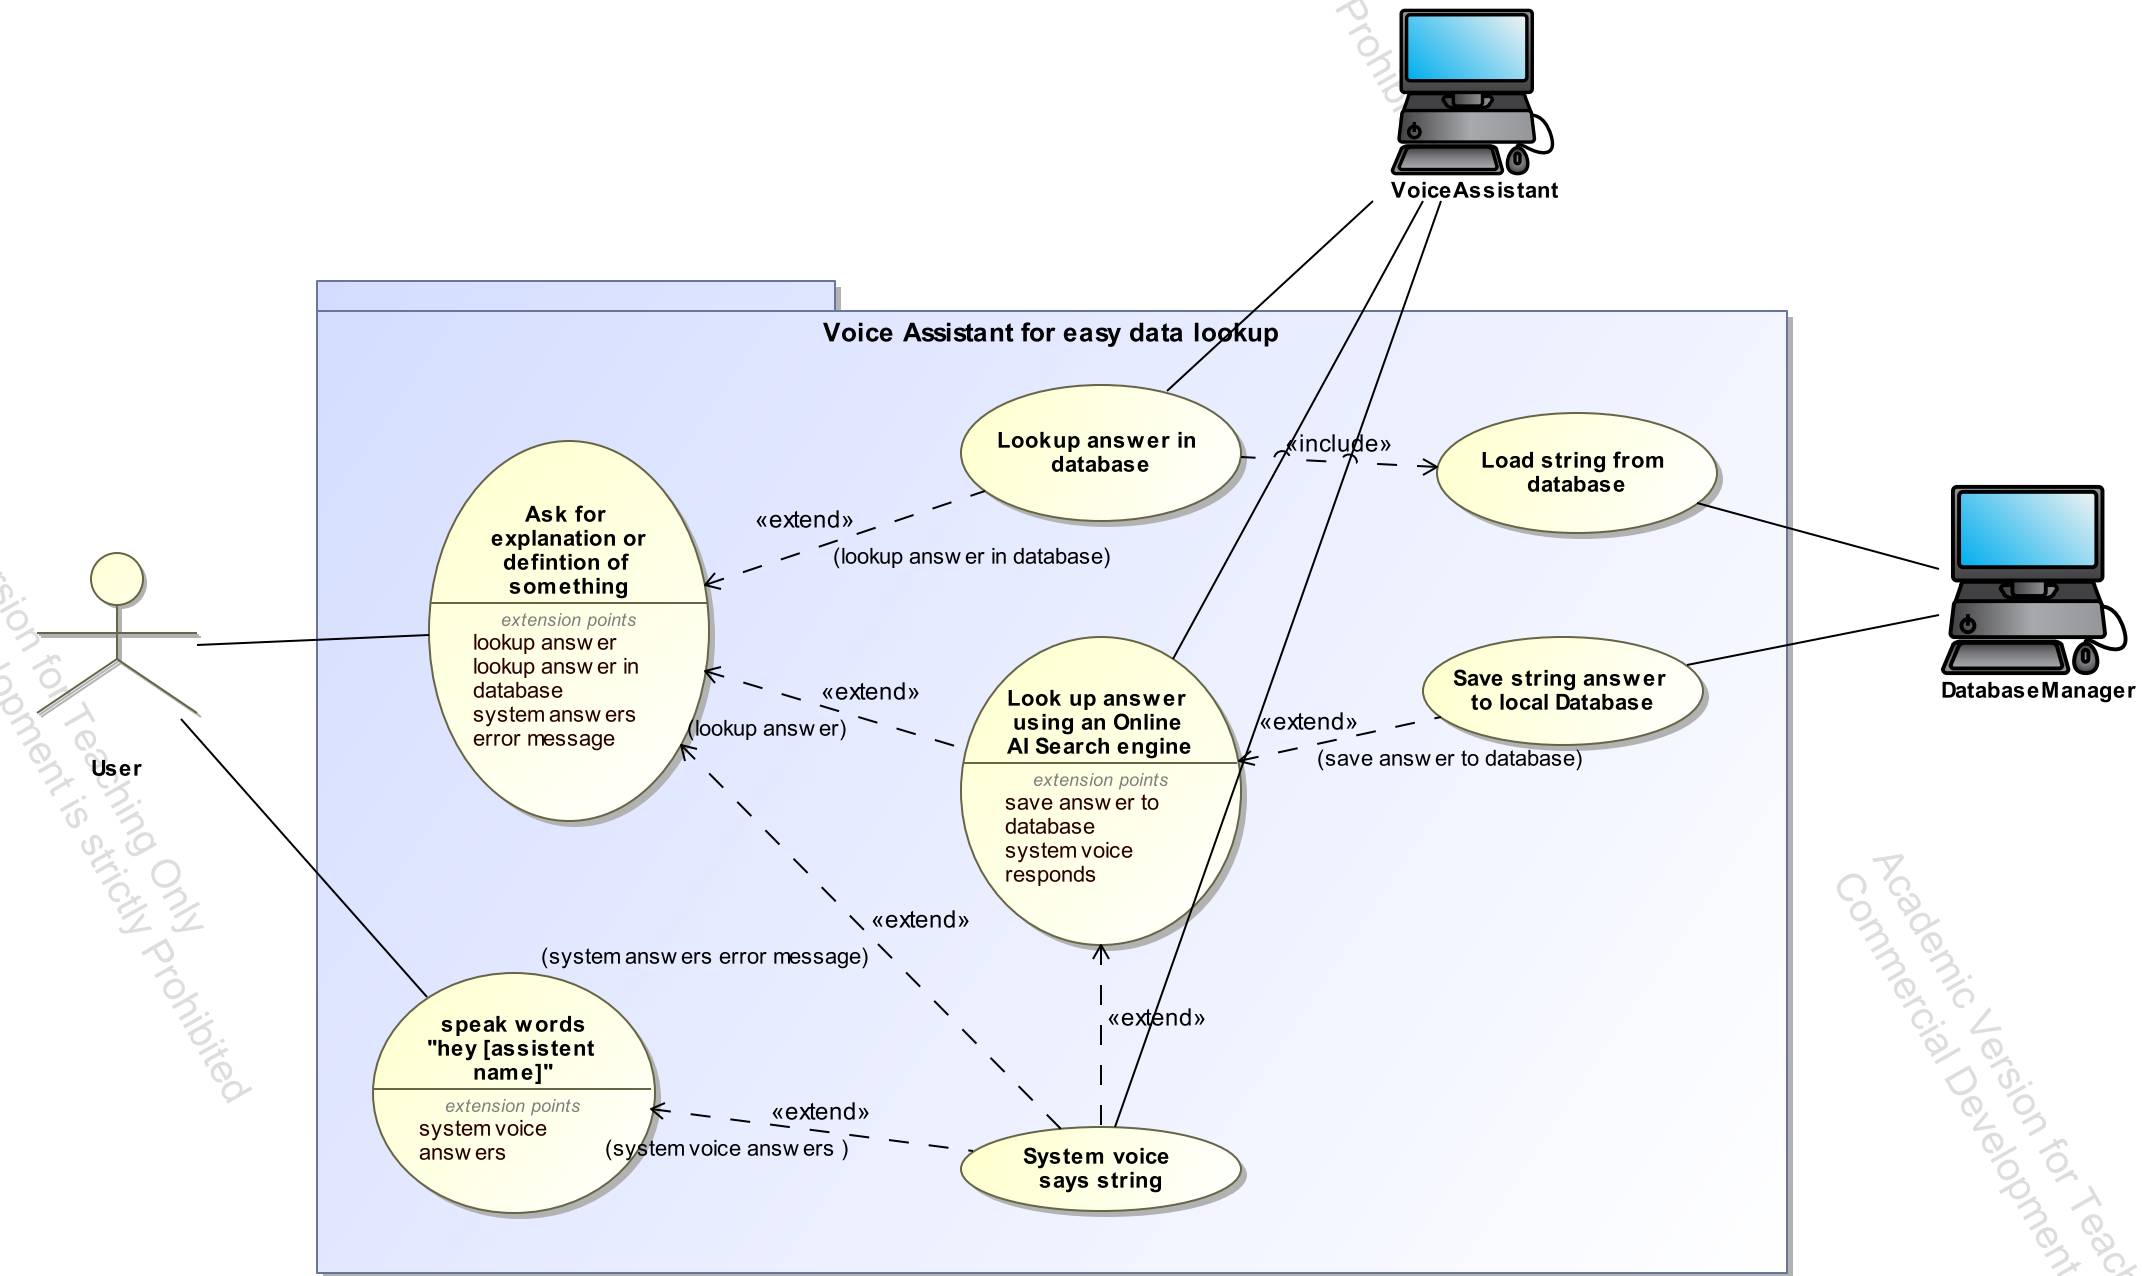 Prohibi
VoiceAssistant
Voice Assistant for easy data lookup
Lookup answer in
database
«include»
Load string from
database
Ask for
explanation or
defintion of
something
extension points
lookup answer
lookup answer in
database
system answers
error message
«extend»
(lookup answer in database)
«extend»
(lookup answer)
Look up answer
using an Online
AI Search engine
extension points
save answer to
database
system voice
responds
Save string answer
to local Database
«extend»
(save answer to database)
DatabaseManager
User
«extend»
(system answers error message)
«extend»
speak words
"hey [assistent
name]"
extension points
system voice
answers
«extend»
(system voice answers )
System voice
says string
rsion for Teaching Only
lopment is strictly Prohibited
Academic Version for Teach
Commercial Development